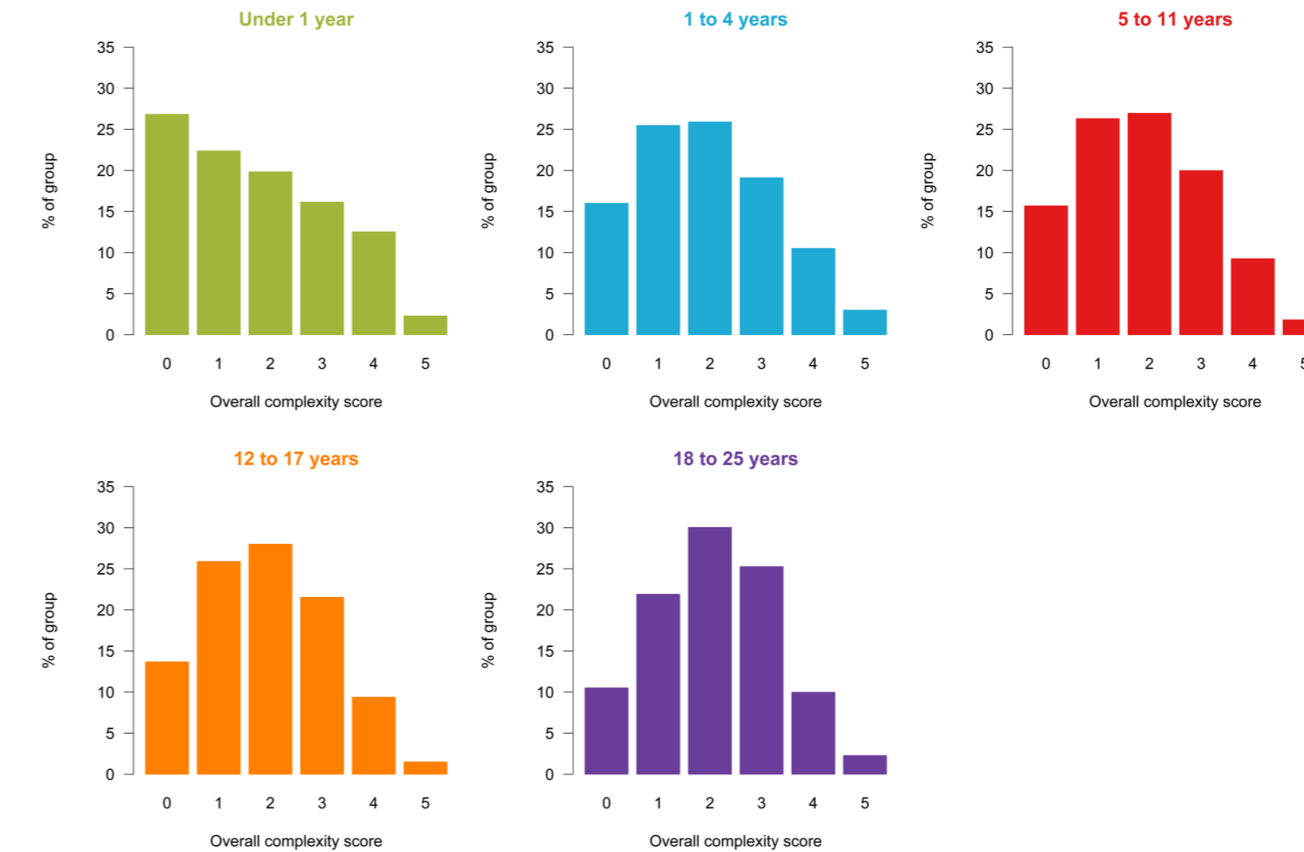 Under 1 year
35
30
25
20
15
10
5
0
% of group
0 1 2 3 4 5
Overall complexity score
1 to 4 years
35
30
25
20
15
10
5
0
% of group
0 1 2 3 4 5
Overall complexity score
5 to 11 years
35
30
25
20
15
10
5
0
% of group
0 1 2 3 4 5
Overall complexity score
12 to 17 years
35
30
25
20
15
10
5
0
% of group
0 1 2 3 4 5
Overall complexity score
18 to 25 years
35
30
25
20
15
10
5
0
% of group
0 1 2 3 4 5
Overall complexity score